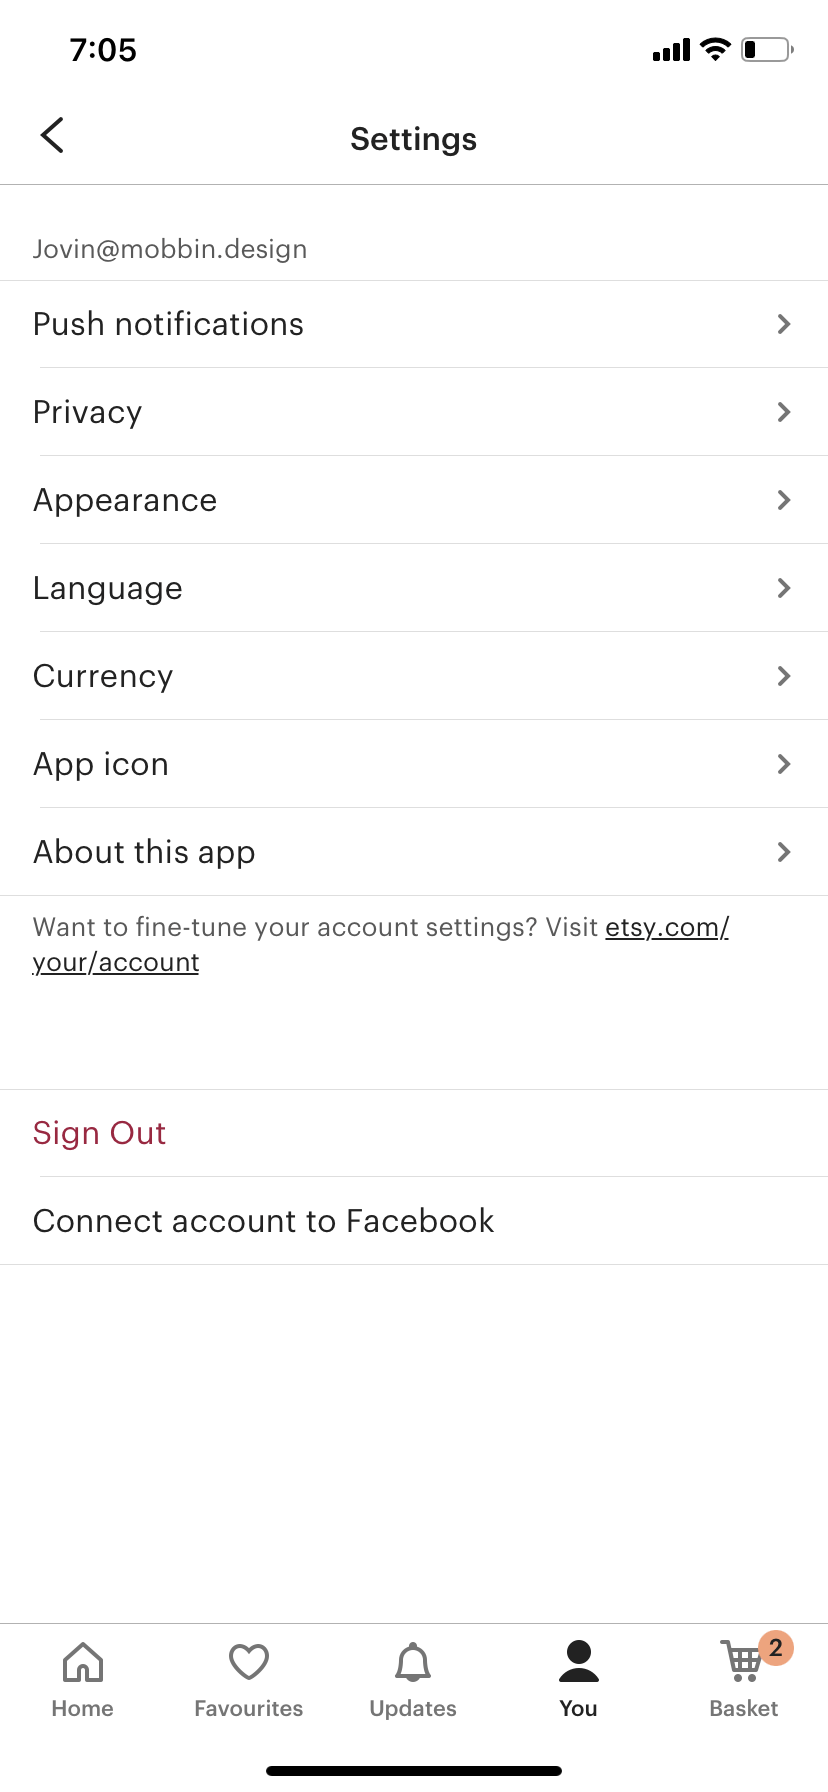 7:05
Settings
Jovin@mobbin.design
Push notifications
Privacy
Appearance
Language
Currency
App icon
About this app
Want to fine-tune your account settings? Visit etsy.com/
your/account
Sign Out
Connect account to Facebook
2
Home Favourites Updates You Basket